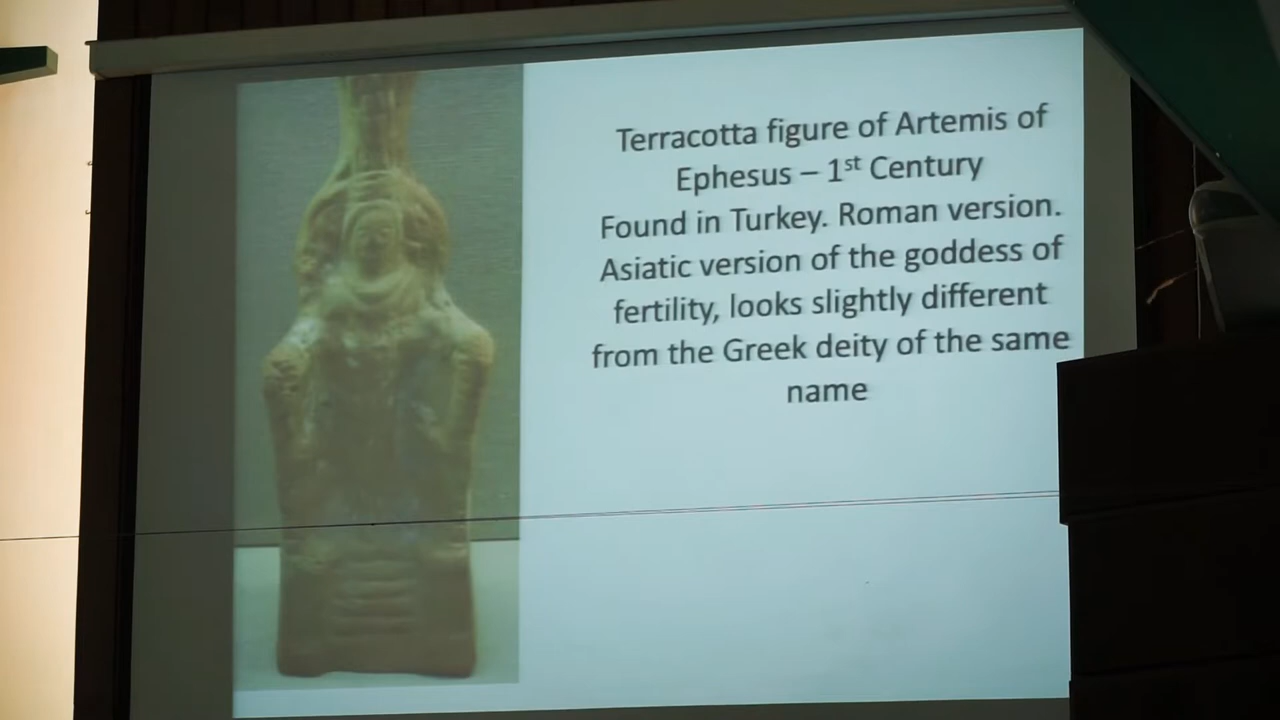 Terracotta figure of Artemis of
Ephesus – 1st Century
Found in Turkey. Roman version.
Asiatic version of the goddess of
fertility, looks slightly different
from the Greek deity of the same
name